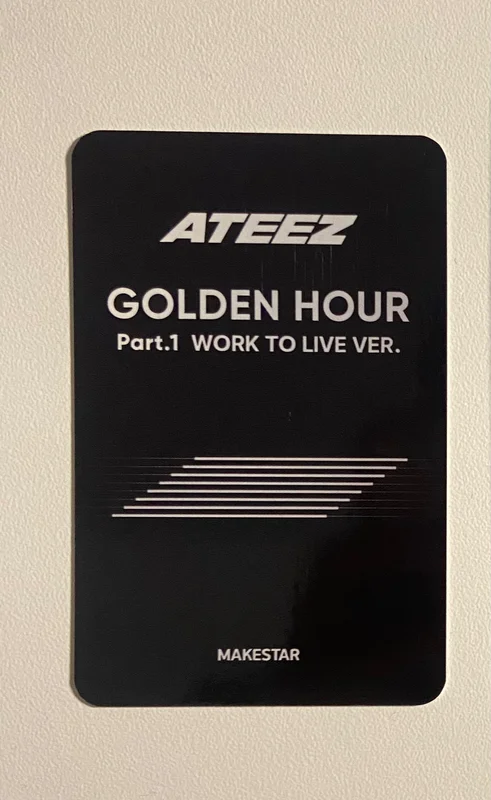 ATEEZ
GOLDEN HOUR
Part.1 WORK TO LIVE VER.
MAKESTAR